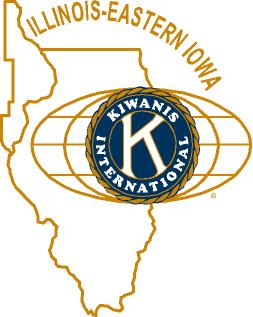 ILLINOIS-EASTERN IOWA
KIWANIS
K
INTERNATIONAL